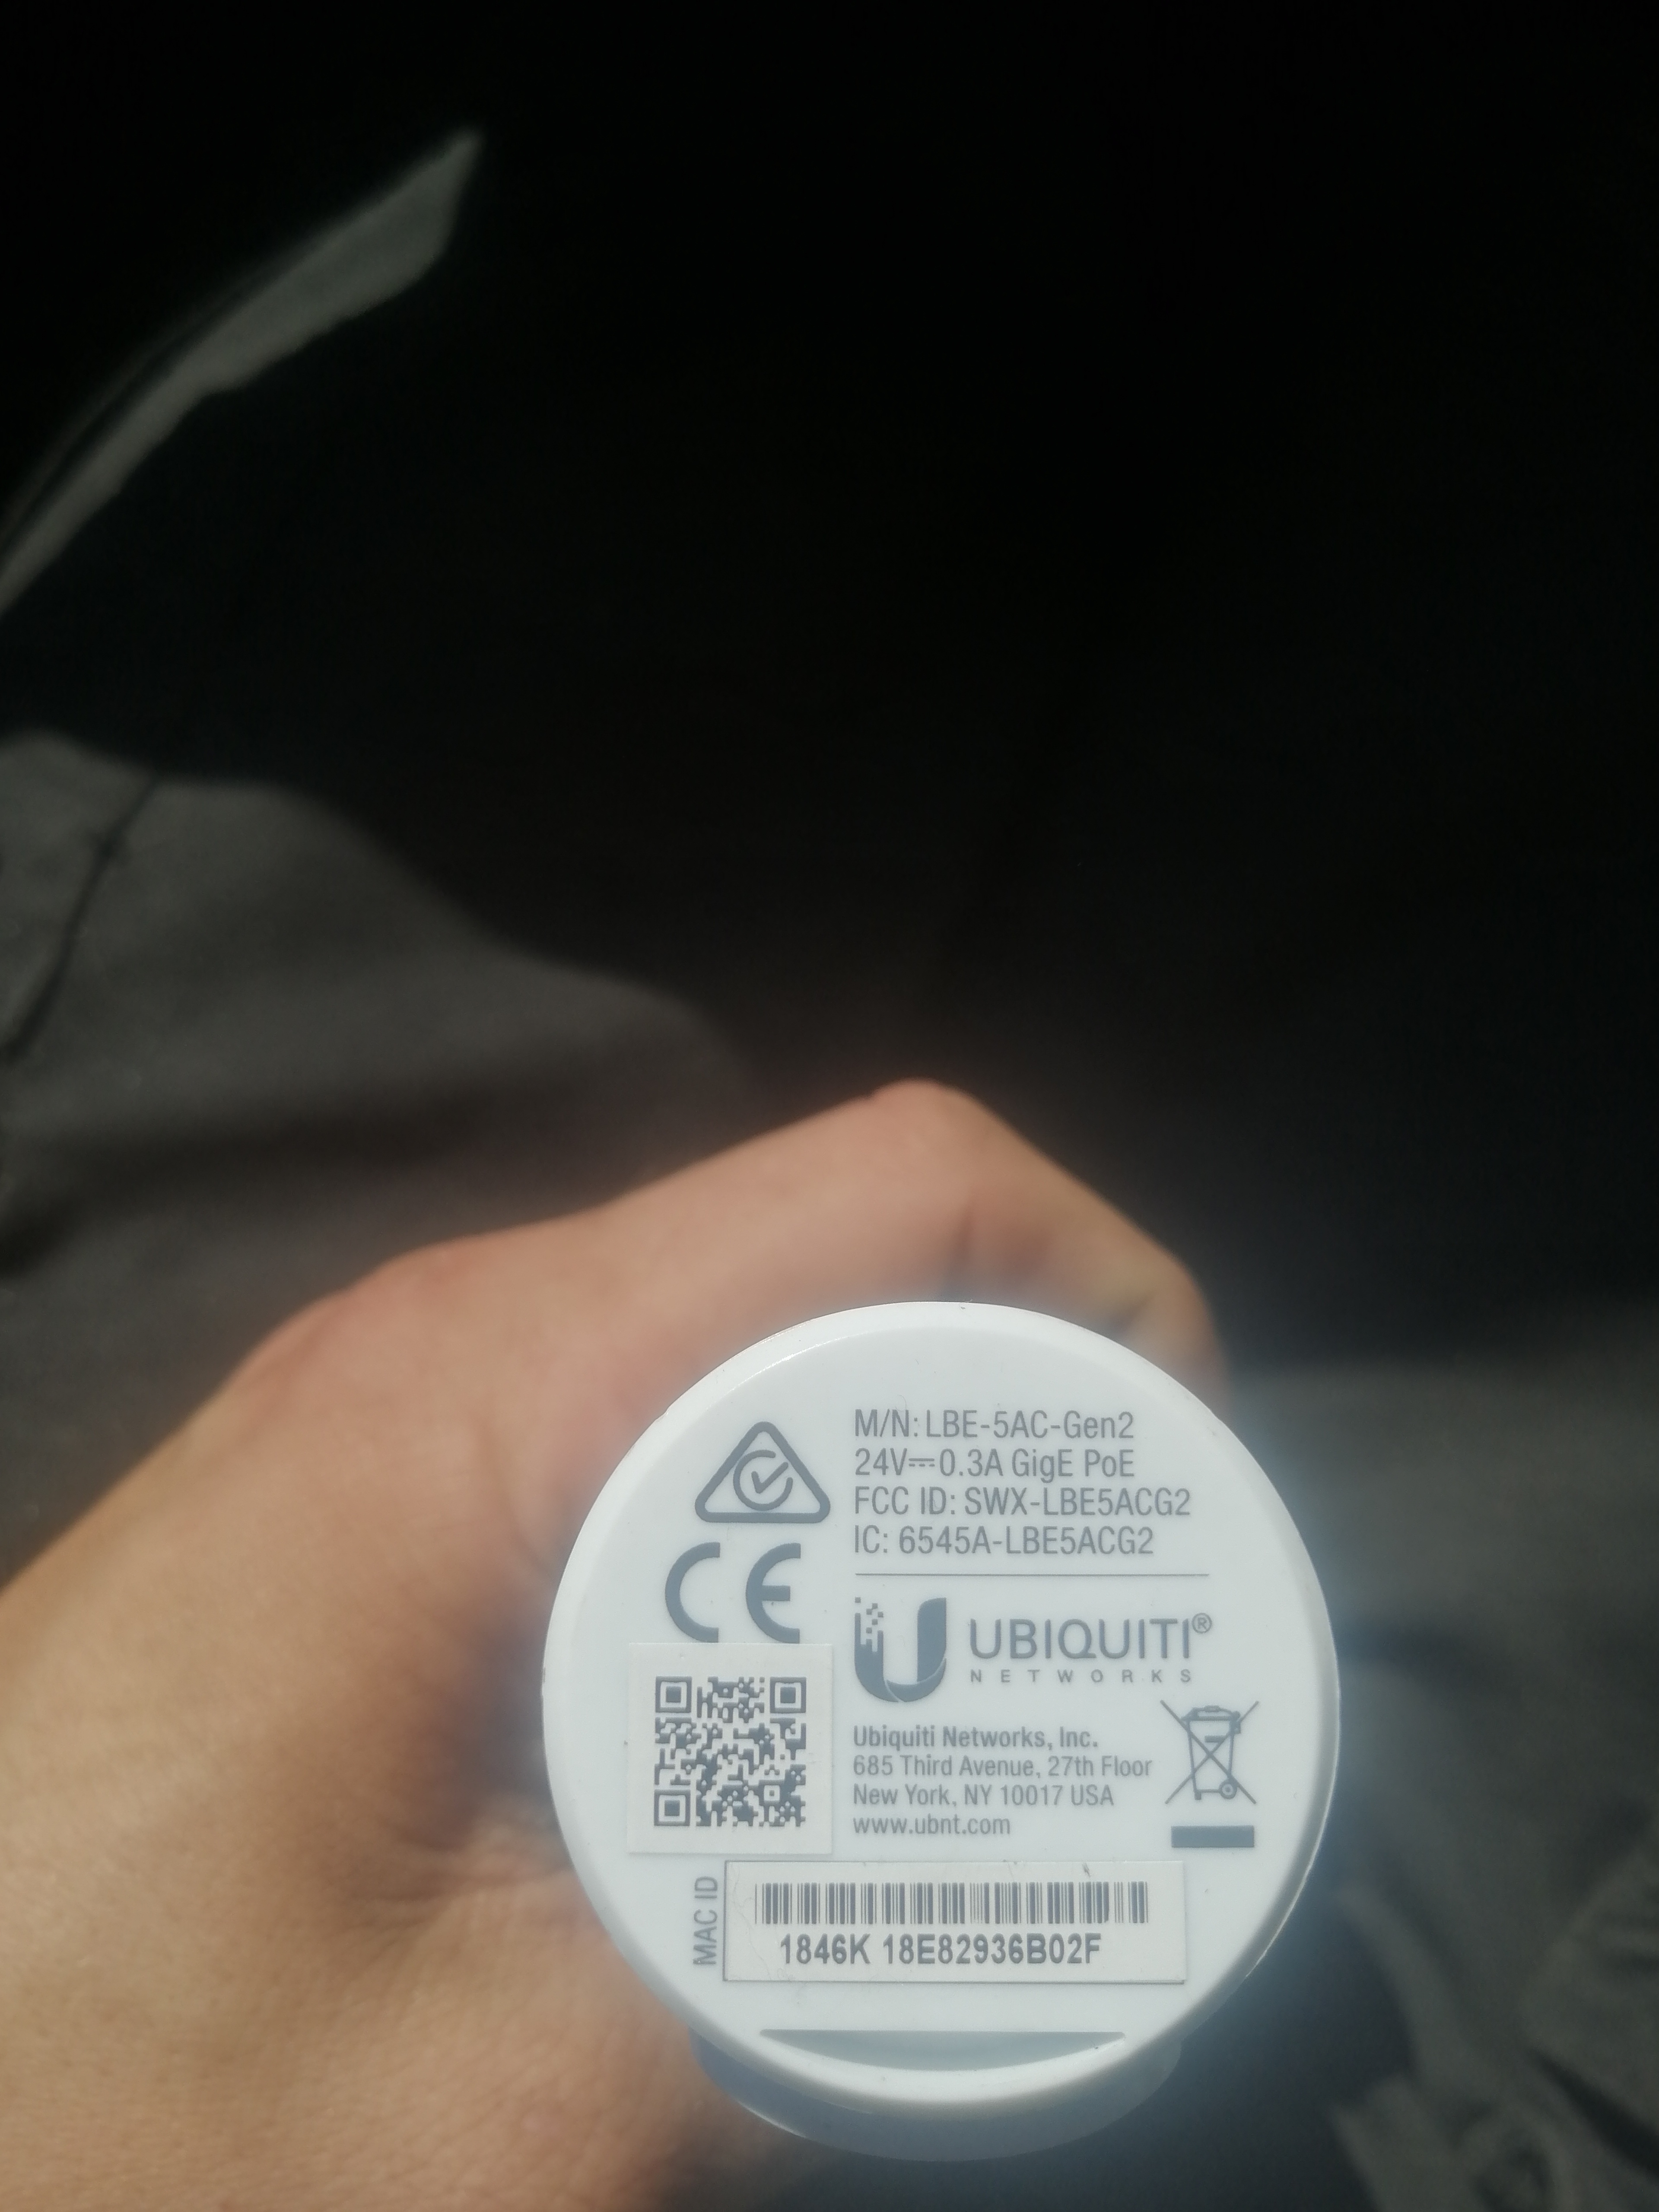 M/N: LBE-5AC-Gen2
24V⎓0.3A GigE PoE
FCC ID: SWX-LBE5ACG2
IC: 6545A-LBE5ACG2
CE
UBIQUITI®
NETWORKS
Ubiquiti Networks, Inc.
685 Third Avenue, 27th Floor
New York, NY 10017 USA
www.ubnt.com
MAC ID
1846K 18E82936B02F